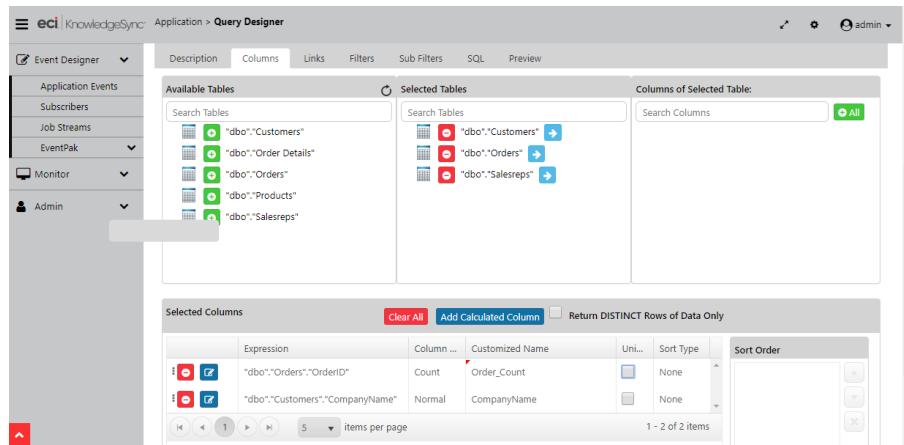 eci KnowledgeSync Application > Query Designer admin
Event Designer Description Columns Links Filters Sub Filters SQL Preview
Application Events
Subscribers
Job Streams
EventPak
Monitor
Admin
Available Tables Selected Tables Columns of Selected Table:
Search Tables Search Tables Search Columns All
"dbo"."Customers" "dbo"."Customers"
"dbo"."Order Details" "dbo"."Orders"
"dbo"."Orders" "dbo"."Salesreps"
"dbo"."Products"
"dbo"."Salesreps"
Selected Columns Clear All Add Calculated Column Return DISTINCT Rows of Data Only
Expression Column ... Customized Name Uni... Sort Type Sort Order
"dbo"."Orders"."OrderID" Count Order_Count None
"dbo"."Customers"."CompanyName" Normal CompanyName None
1 5 items per page 1 - 2 of 2 items